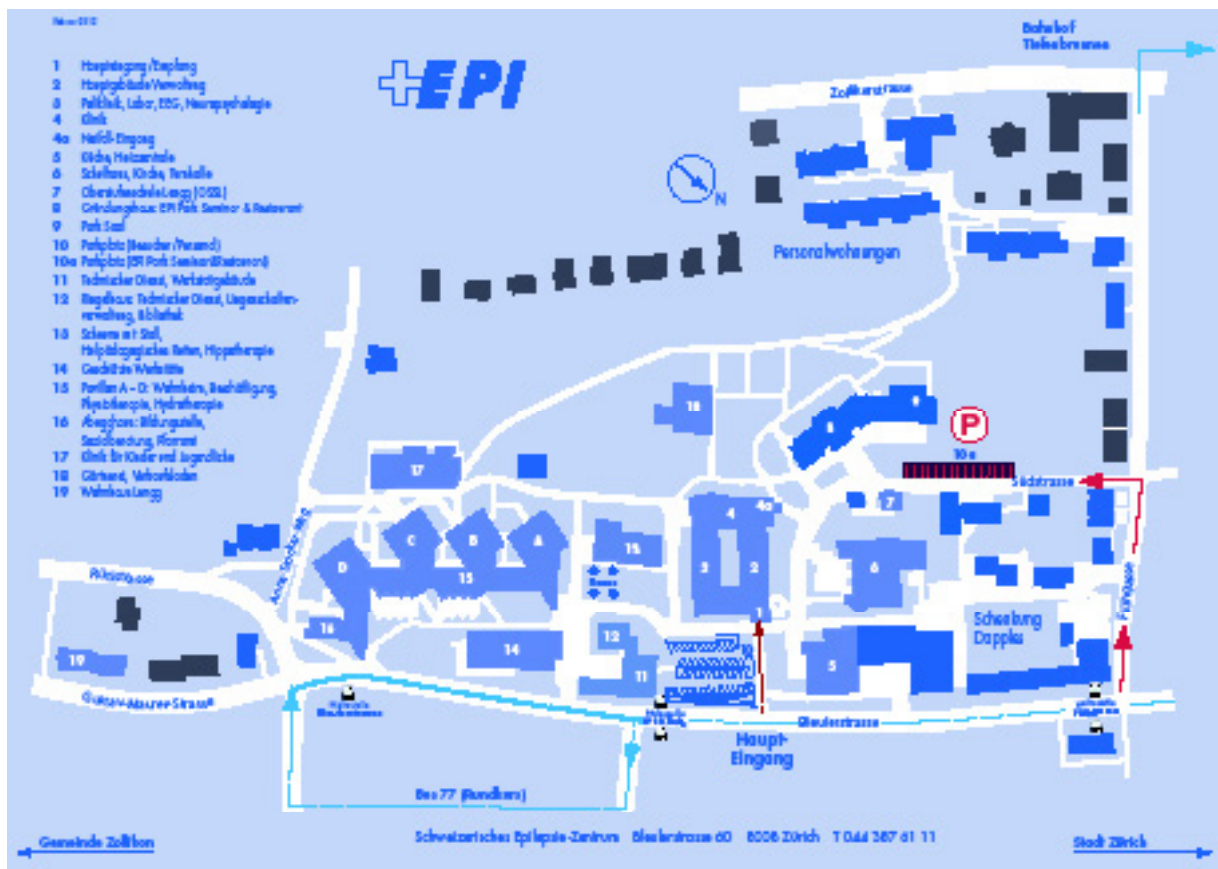 Bahnhof
Tiefenbrunnen
1 Haupteingang/Empfang
2 Hauptgebäude Verwaltung
3 Poliklinik, Labor, EEG, Neuropsychologie
4 Klinik
4a Notfall-Eingang
5 Küche, Heizzentrale
6 Schulhaus, Kirche, Turnhalle
7 Oberstufenschule Lengg (OSSL)
8 Gründungshaus: EPI Park Seminar & Restaurant
9 Park Saal
10 Parkplatz (Besucher/Personal)
10a Parkplatz (EPI Park Seminar&Restaurant)
11 Technischer Dienst, Werkstattgebäude
12 Riegelhaus: Technischer Dienst, Liegenschaften-
verwaltung, Bibliothek
13 Scheune mit Stall,
Heilpädagogisches Reiten, Hippotherapie
14 Geschützte Werkstätte
15 Pavillon A – D: Wohnheim, Beschäftigung,
Physiotherapie, Hydrotherapie
16 Abegghaus: Bildungsstelle,
Sozialberatung, Pfarramt
17 Klinik für Kinder und Jugendliche
18 Gärtnerei, Verkaufsladen
19 Wohnhaus Lengg
EPI
Zollikerstrasse
N
Personalwohnungen
18
9
8
P
10a
17
Südstrasse
4
4a
7
C
B
A
D
15
3
2
6
Rütistrasse
1
Schenkung
Dapples
16
12
10
14
19
5
11
Bleulerstrasse
Haupt-
Eingang
Bus 77 (Rundkurs)
Schweizerisches Epilepsie-Zentrum Bleulerstrasse 60 8008 Zürich T 044 387 61 11
Gemeinde Zollikon
Stadt Zürich